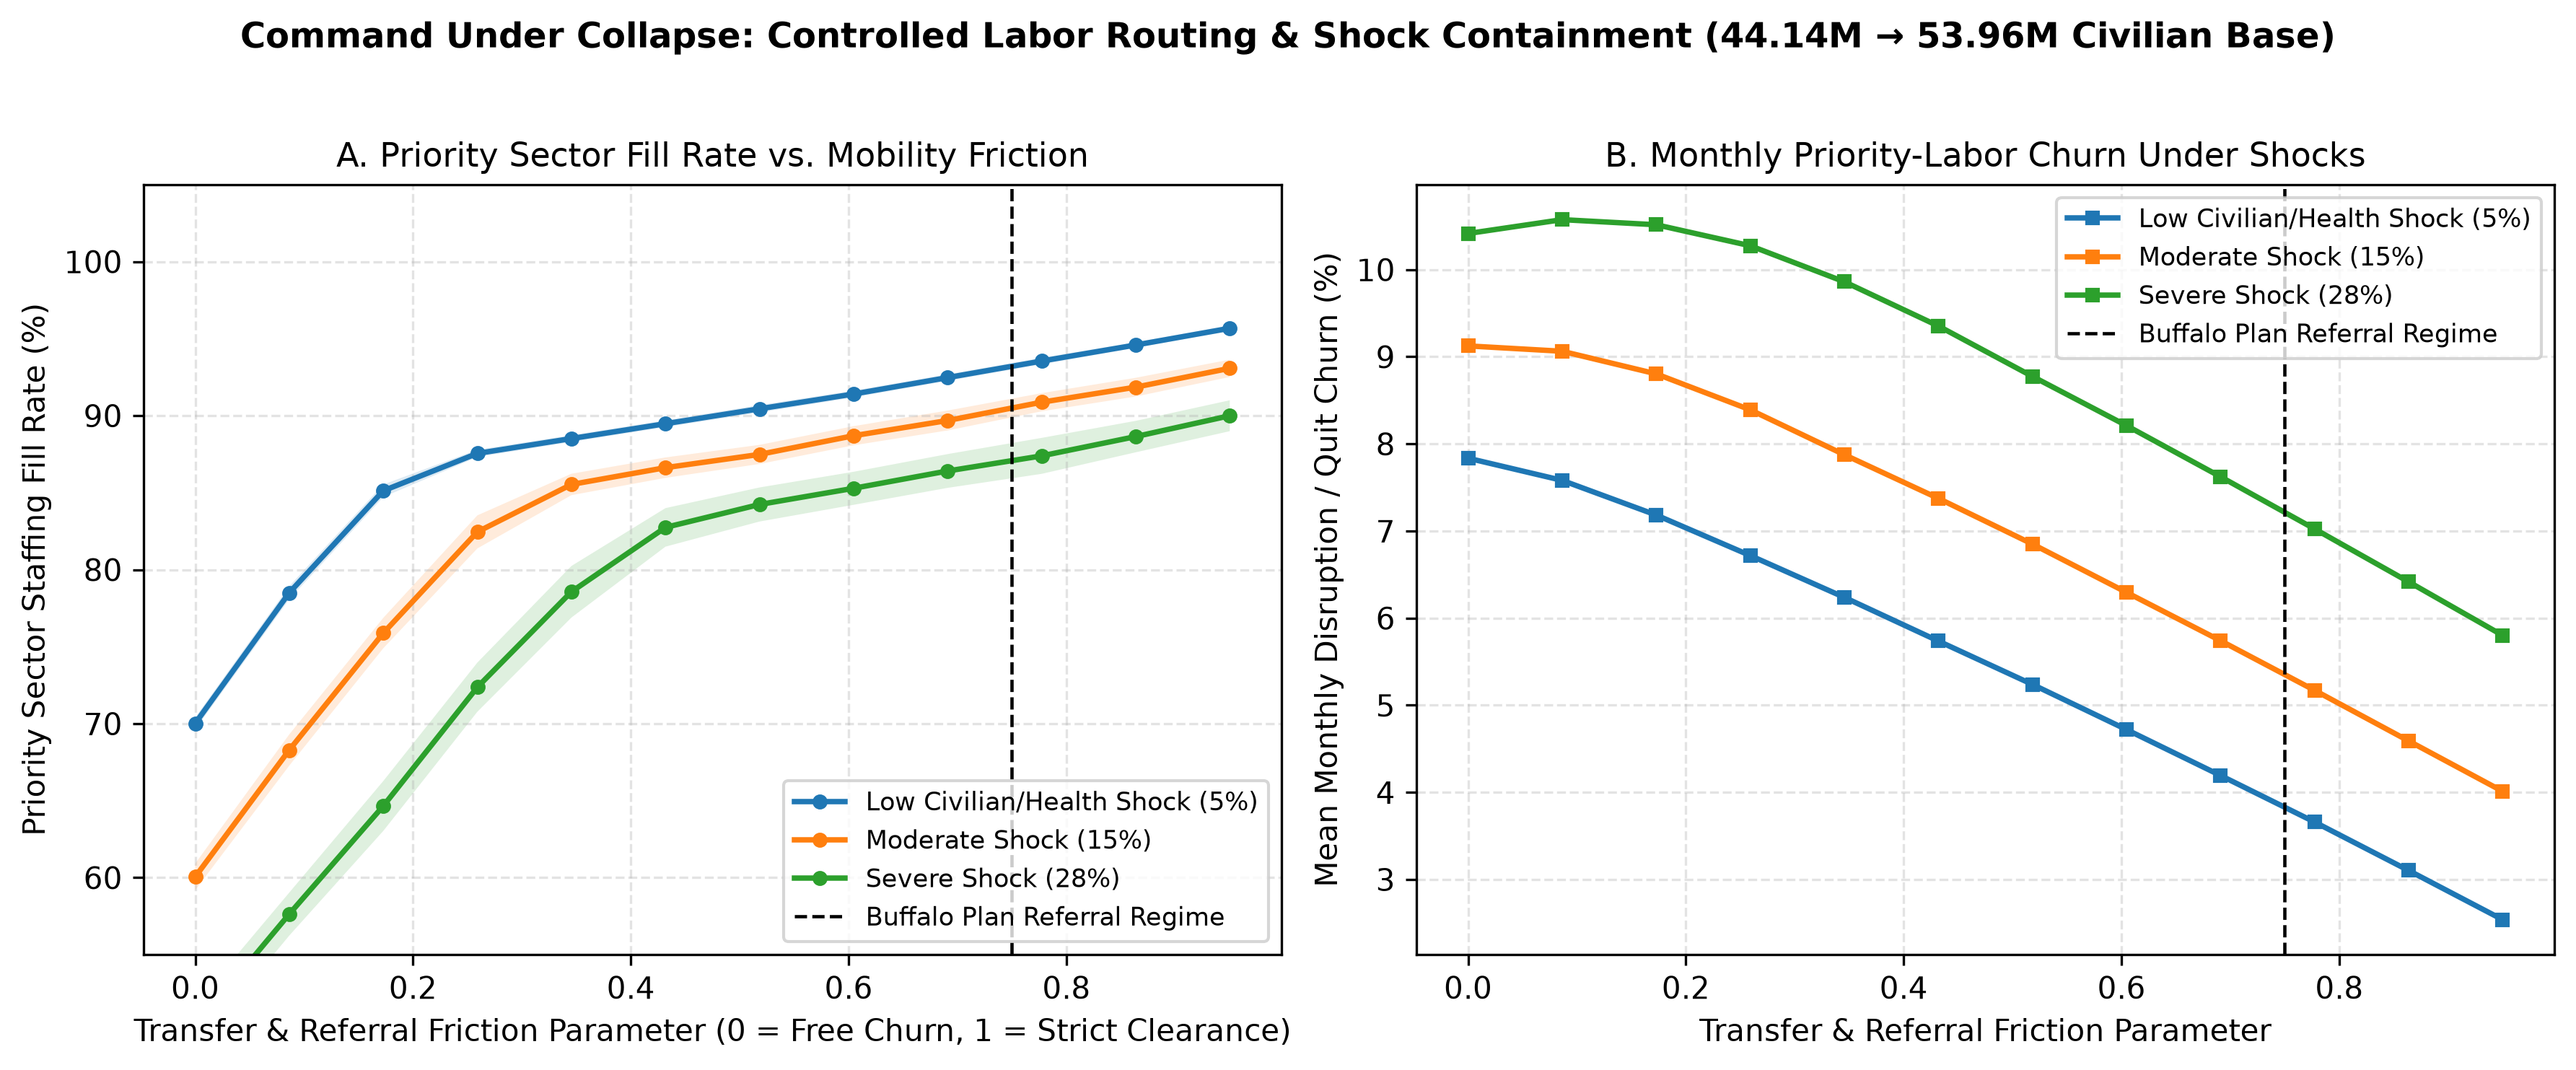 Command Under Collapse: Controlled Labor Routing & Shock Containment (44.14M → 53.96M Civilian Base)
A. Priority Sector Fill Rate vs. Mobility Friction
Priority Sector Staffing Fill Rate (%)
100
90
80
70
60
Low Civilian/Health Shock (5%)
Moderate Shock (15%)
Severe Shock (28%)
Buffalo Plan Referral Regime
0.0 0.2 0.4 0.6 0.8
Transfer & Referral Friction Parameter (0 = Free Churn, 1 = Strict Clearance)
B. Monthly Priority-Labor Churn Under Shocks
Mean Monthly Disruption / Quit Churn (%)
10
9
8
7
6
5
4
3
Low Civilian/Health Shock (5%)
Moderate Shock (15%)
Severe Shock (28%)
Buffalo Plan Referral Regime
0.0 0.2 0.4 0.6 0.8
Transfer & Referral Friction Parameter